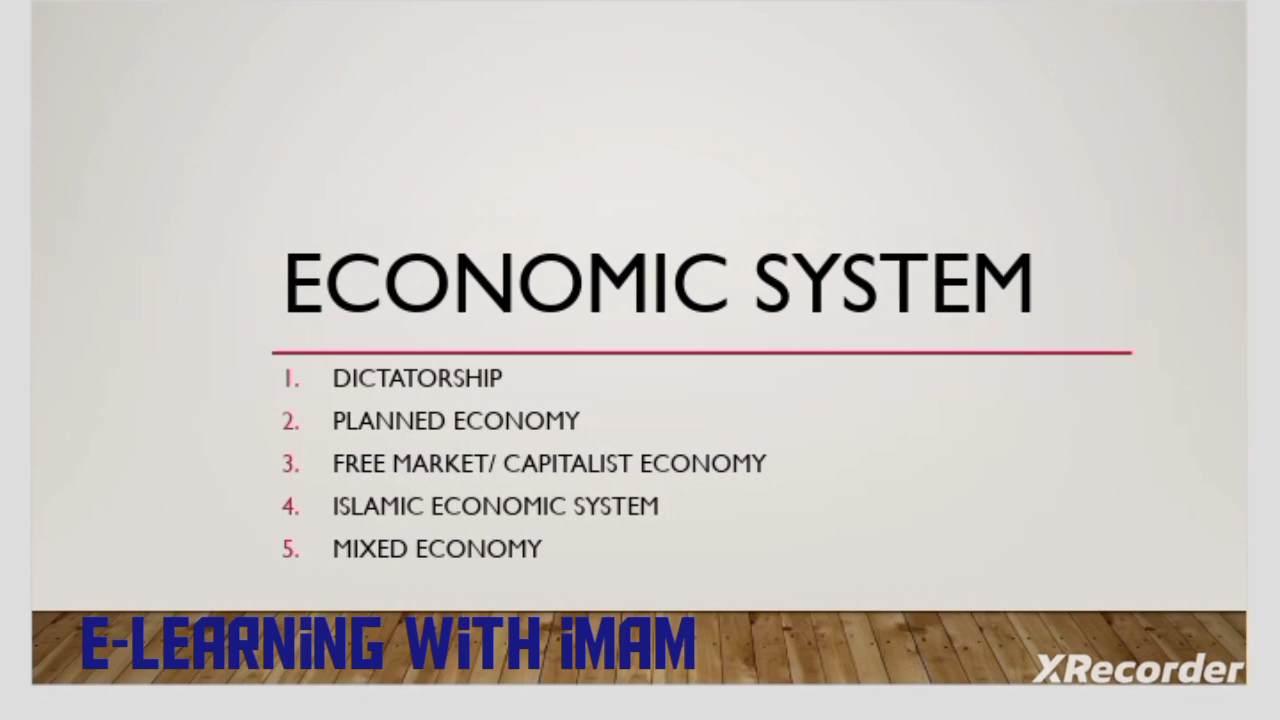 ECONOMIC SYSTEM
1. DICTATORSHIP
2. PLANNED ECONOMY
3. FREE MARKET/ CAPITALIST ECONOMY
4. ISLAMIC ECONOMIC SYSTEM
5. MIXED ECONOMY
E-LEARNiNG WiTH iMAM
XRecorder